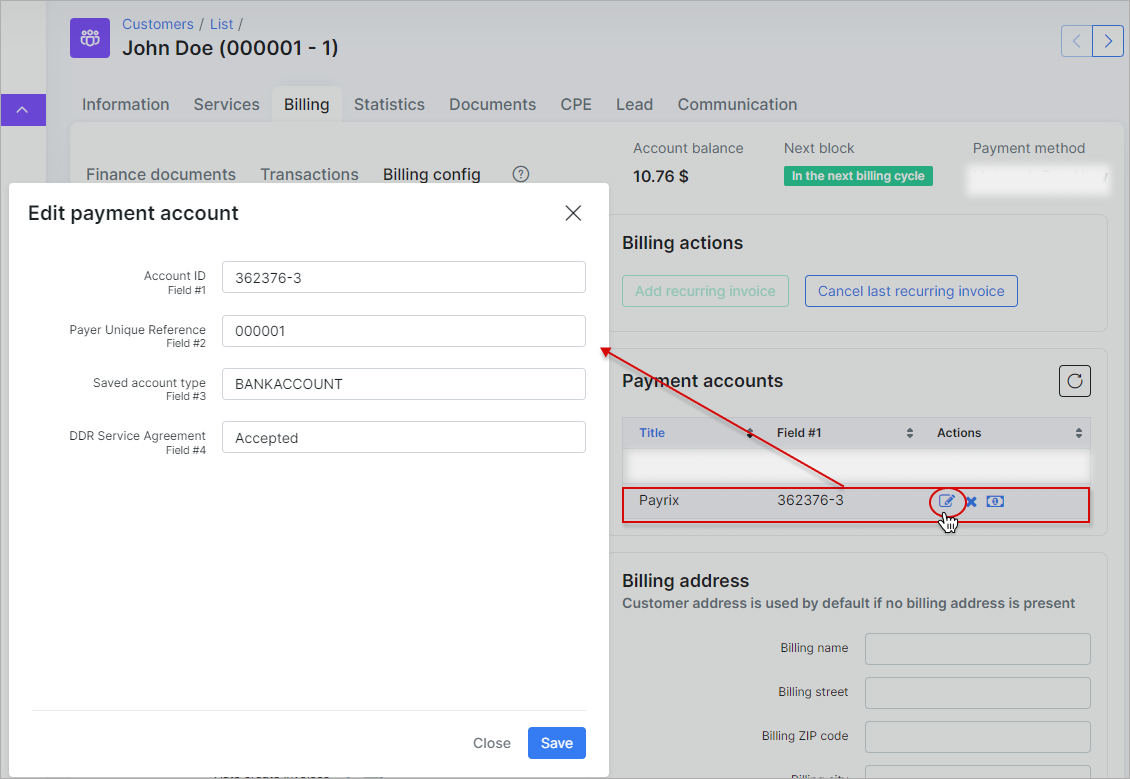 Customers / List /
John Doe (000001 - 1)
Information Services Billing Statistics Documents CPE Lead Communication
Finance documents Transactions Billing config ?
Account balance Next block Payment method
10.76 $ In the next billing cycle
Edit payment account
Account ID
Field #1
362376-3
Payer Unique Reference
Field #2
000001
Saved account type
Field #3
BANKACCOUNT
DDR Service Agreement
Field #4
Accepted
Close Save
Billing actions
Add recurring invoice Cancel last recurring invoice
Payment accounts
Title Field #1 Actions
Payrix 362376-3
Billing address
Customer address is used by default if no billing address is present
Billing name
Billing street
Billing ZIP code
Billing city